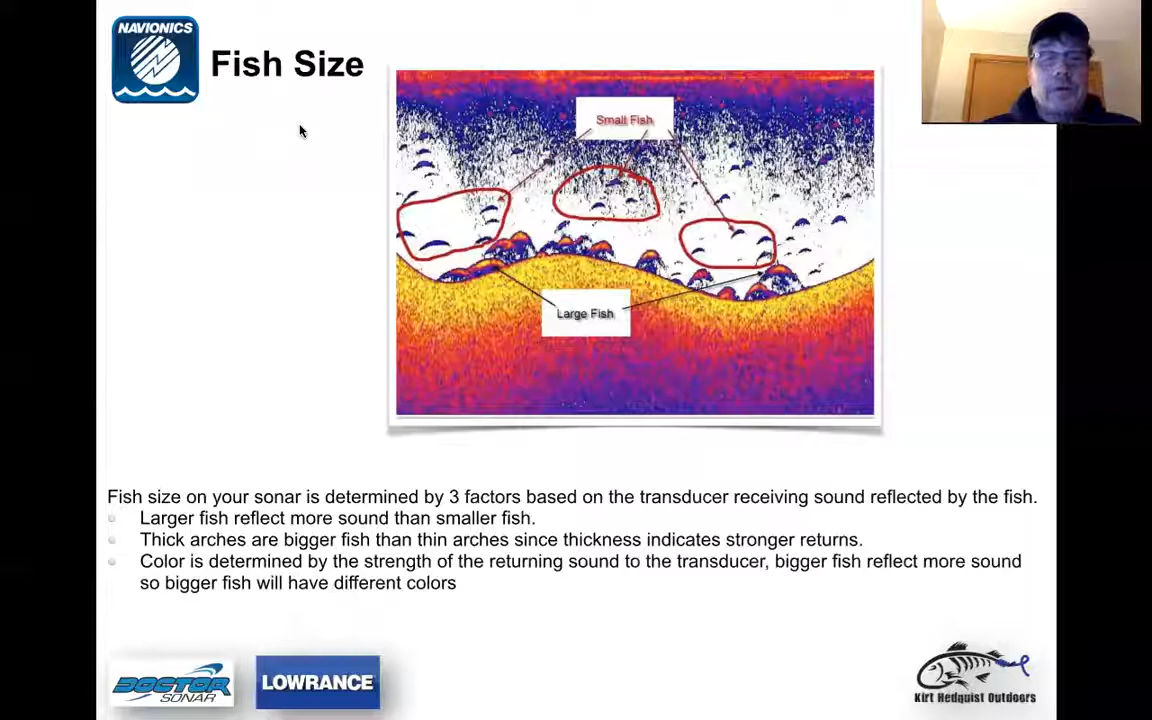 NAVIONICS
Fish Size
Small Fish
Large Fish
Fish size on your sonar is determined by 3 factors based on the transducer receiving sound reflected by the fish.
Larger fish reflect more sound than smaller fish.
Thick arches are bigger fish than thin arches since thickness indicates stronger returns.
Color is determined by the strength of the returning sound to the transducer, bigger fish reflect more sound
so bigger fish will have different colors
DOCTOR
SONAR
LOWRANCE
Kirt Hedquist Outdoors